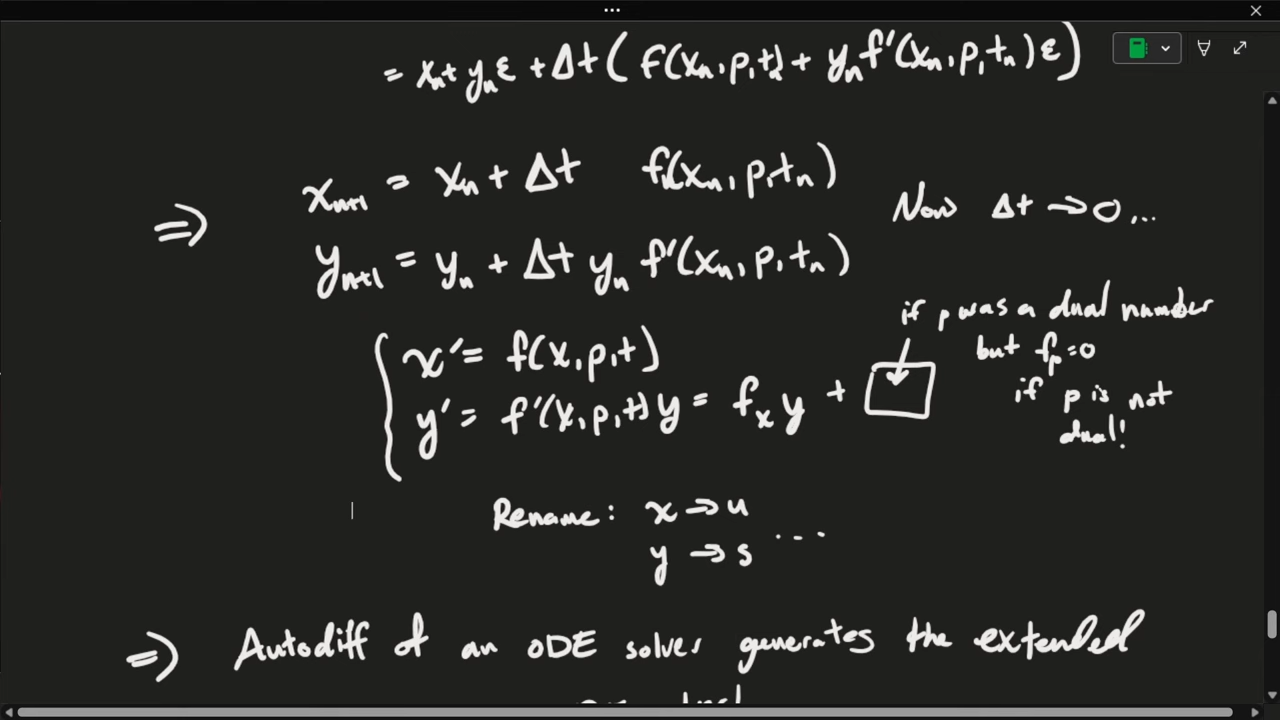 = xₙ + yₙε + Δt ( f(xₙ, p, t) + yₙ f'(xₙ, p, tₙ) ε )
xₙ₊₁ = xₙ + Δt f(xₙ, p, tₙ)
⇒ Now Δt → 0, ...
yₙ₊₁ = yₙ + Δt yₙ f'(xₙ, p, tₙ)
if p was a dual number
but fₚ=0
if p is not
dual!
x' = f(x, p, t)
y' = f'(x, p, t) y = fₓ y +
Rename: x → u
y → s ...
⇒ Autodiff of an ODE solver generates the extended